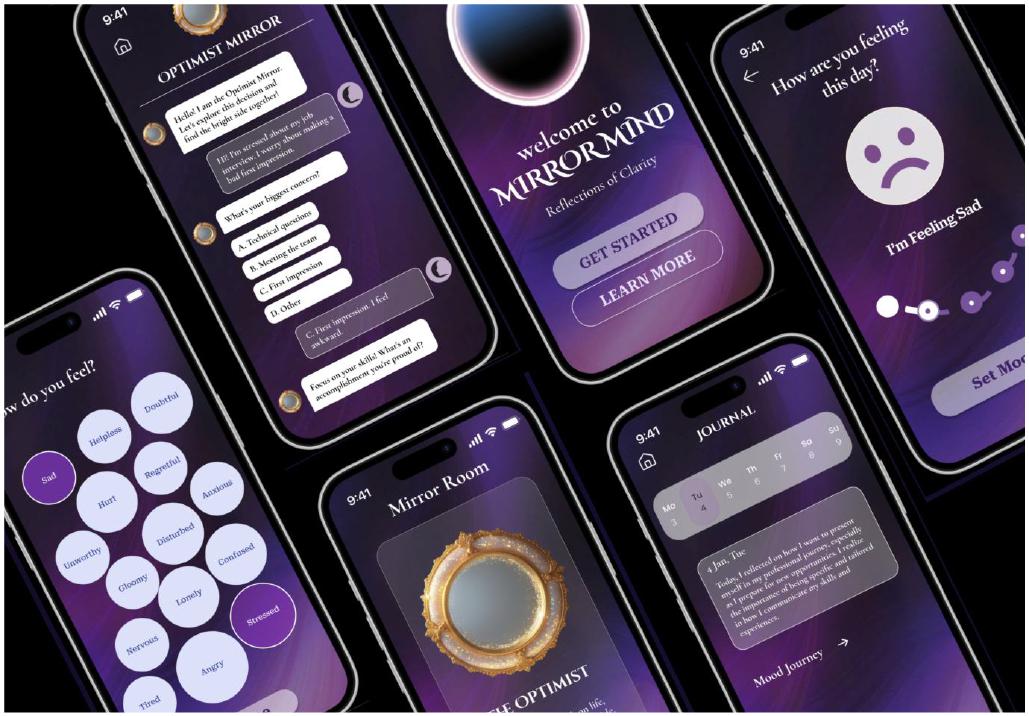 9:41
OPTIMIST MIRROR
Hello! I am the Optimist Mirror.
Let's explore this decision and
find the bright side together!
Hi! I'm stressed about my job
interview. I worry about making a
bad first impression.
What's your biggest concern?
A. Technical questions
B. Meeting the team
C. First impression
D. Other
C. First impression. I feel
awkward.
Focus on your skills! What's an
accomplishment you're proud of?
welcome to
MIRRORMIND
Reflections of Clarity
GET STARTED
LEARN MORE
9:41
How are you feeling
this day?
I'm Feeling Sad
Set
do you feel?
Doubtful
Helpless
Sad
Regretful
Hurt
Anxious
Disturbed
Unworthy
Confused
Gloomy
Lonely
Stressed
Nervous
Angry
Tired
9:41
Mirror Room
OPTIMIST
life,
9:41
JOURNAL
Mo Tu We Th Fr Sa Su
3 4 5 6 7 8 9
4 Jan, Tue
Today, I reflected on how I want to present
myself in my professional journey, especially
as I prepare for new opportunities. I realize
the importance of being specific and tailored
in how I communicate my skills and
experiences.
Mood Journey →